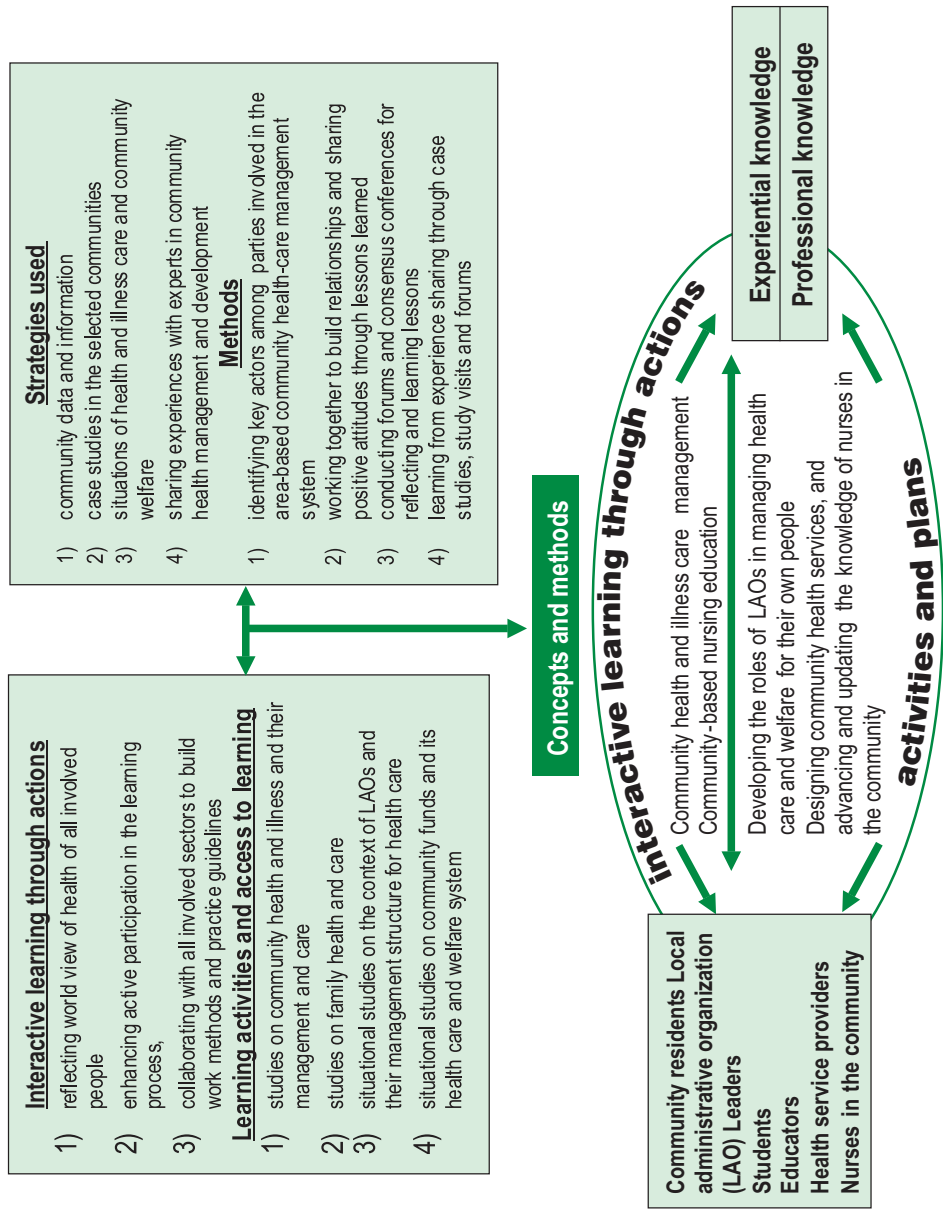 Interactive learning through actions
1) reflecting world view of health of all involved
people
2) enhancing active participation in the learning
process,
3) collaborating with all involved sectors to build
work methods and practice guidelines
Learning activities and access to learning
1) studies on community health and illness and their
management and care
2) studies on family health and care
3) situational studies on the context of LAOs and
their management structure for health care
4) situational studies on community funds and its
health care and welfare system
Strategies used
1) community data and information
2) case studies in the selected communities
3) situations of health and illness care and community
welfare
4) sharing experiences with experts in community
health management and development
Methods
1) identifying key actors among parties involved in the
area-based community health-care management
system
2) working together to build relationships and sharing
positive attitudes through lessons learned
3) conducting forums and consensus conferences for
reflecting and learning lessons
4) learning from experience sharing through case
studies, study visits and forums
Concepts and methods
interactive learning through actions
Community residents Local
administrative organization
(LAO) Leaders
Students
Educators
Health service providers
Nurses in the community
Community health and illness care management
Community-based nursing education
Developing the roles of LAOs in managing health
care and welfare for their own people
Designing community health services, and
advancing and updating the knowledge of nurses in
the community
Experiential knowledge
Professional knowledge
activities and plans